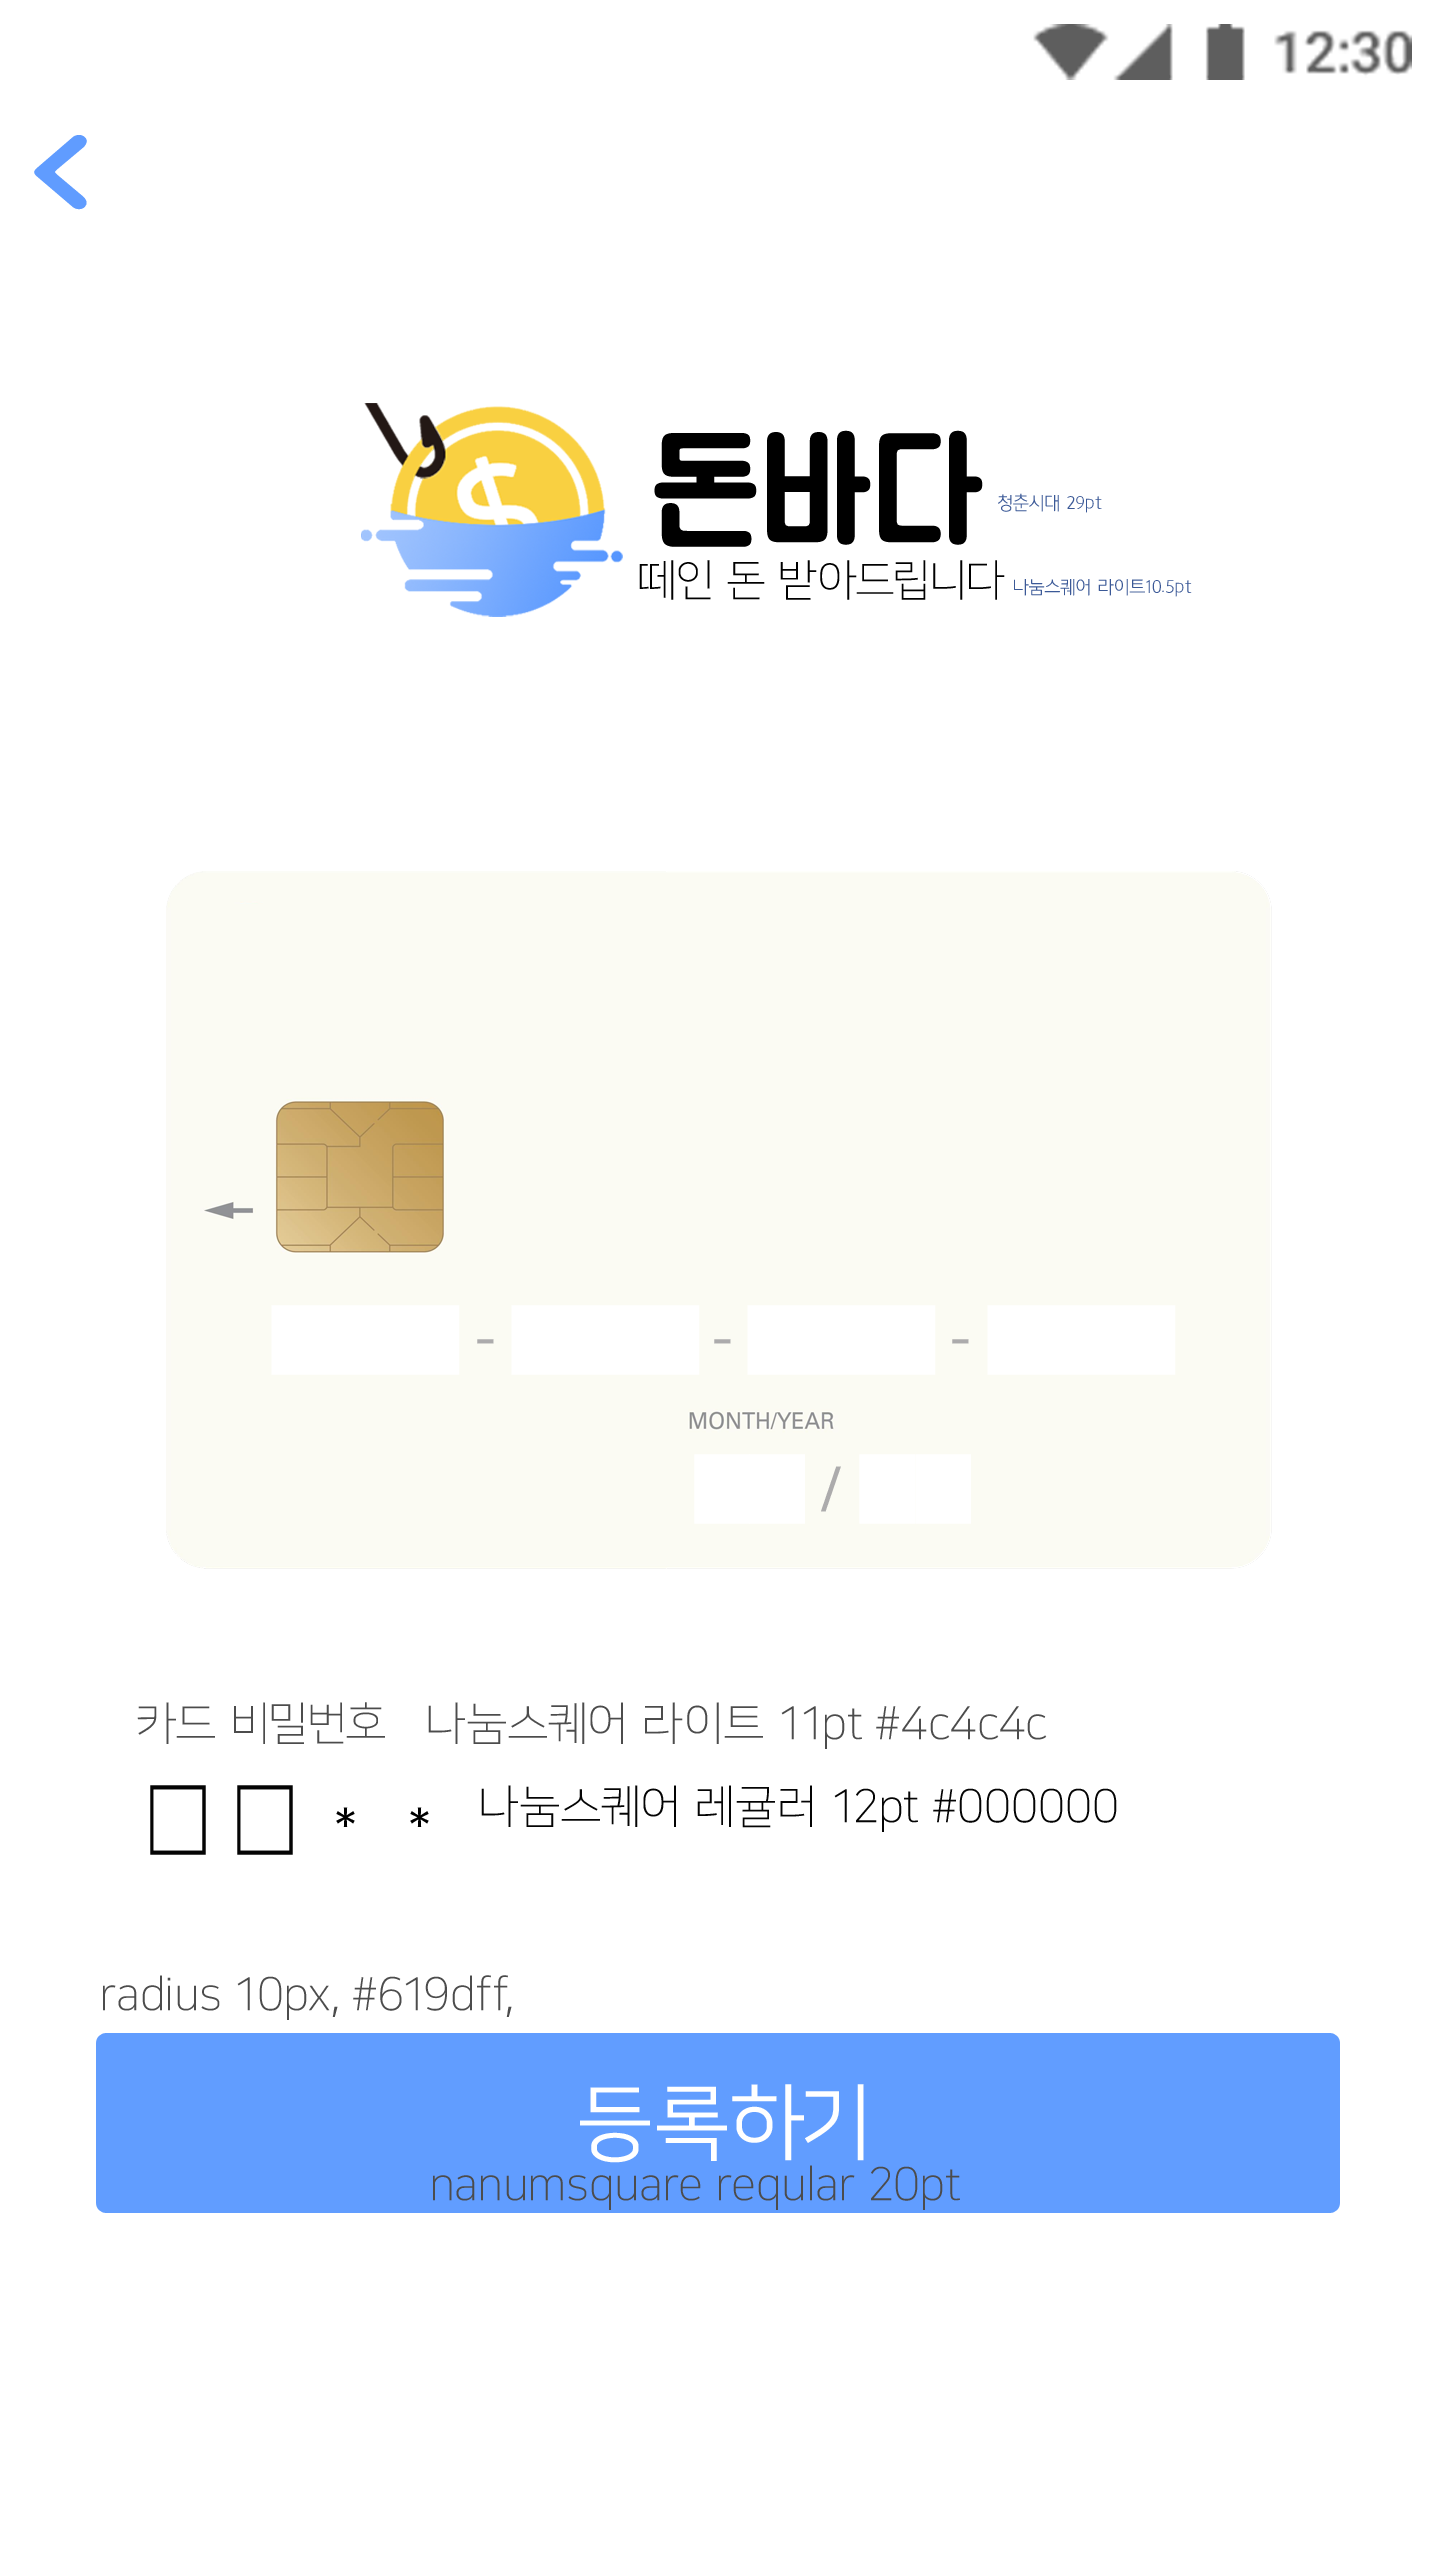 12:30
돈바다 청춘시대 29pt
떼인 돈 받아드립니다 나눔스퀘어 라이트10.5pt
- - -
MONTH/YEAR
/
카드 비밀번호 나눔스퀘어 라이트 11pt #4c4c4c
* * 나눔스퀘어 레귤러 12pt #000000
radius 10px, #619dff,
등록하기
nanumsquare reqular 20pt